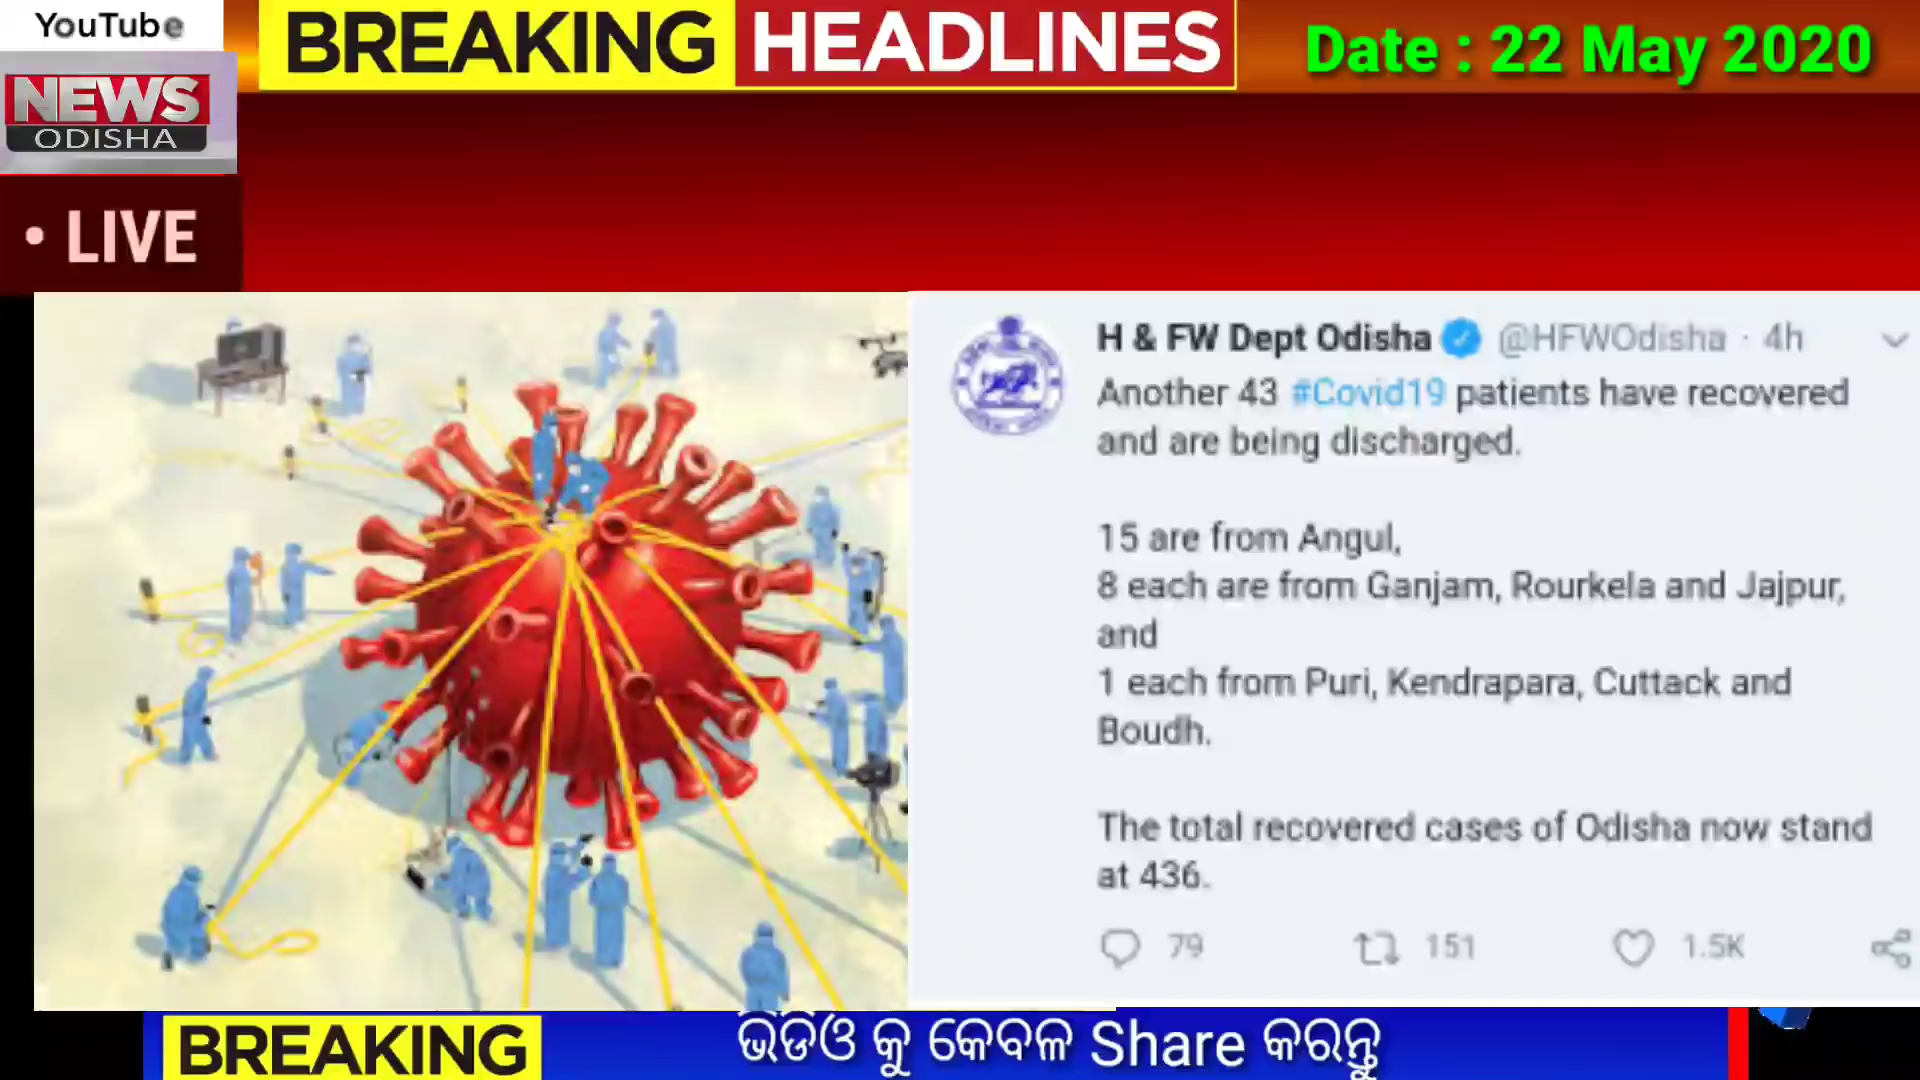 YouTube
BREAKING HEADLINES
Date : 22 May 2020
NEWS
ODISHA
• LIVE
H & FW Dept Odisha @HFWOdisha · 4h
Another 43 #Covid19 patients have recovered
and are being discharged.
15 are from Angul,
8 each are from Ganjam, Rourkela and Jajpur,
and
1 each from Puri, Kendrapara, Cuttack and
Boudh.
The total recovered cases of Odisha now stand
at 436.
79 151 1.5K
BREAKING
ଭିଡିଓ କୁ କେବଳ Share କରନ୍ତୁ